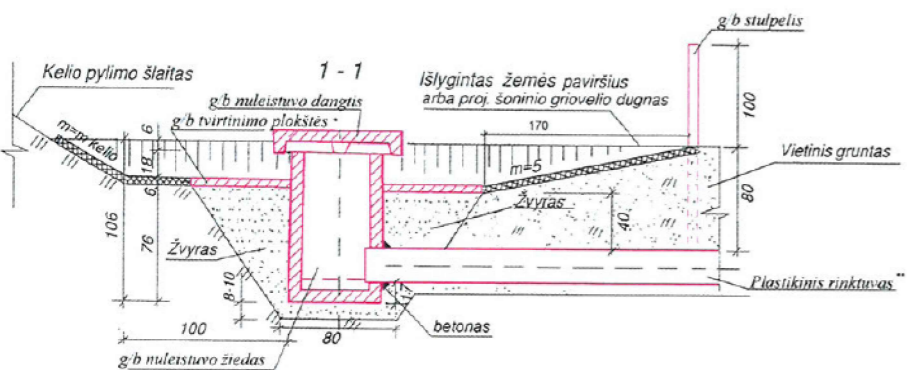 g/b stulpelis
Kelio pylimo šlaitas
1 - 1
Išlygintas žemės paviršius
arba proj. šoninio griovelio dugnas
g/b nuleistuvo dangtis
g/b tvirtinimo plokštės *
170
100
m=m Kelio
6
18
6
m=5
Vietinis gruntas
80
106
76
Žvyras
40
Žvyras
8-10
Plastikinis rinktuvas **
betonas
100
80
g/b nuleistuvo žiedas